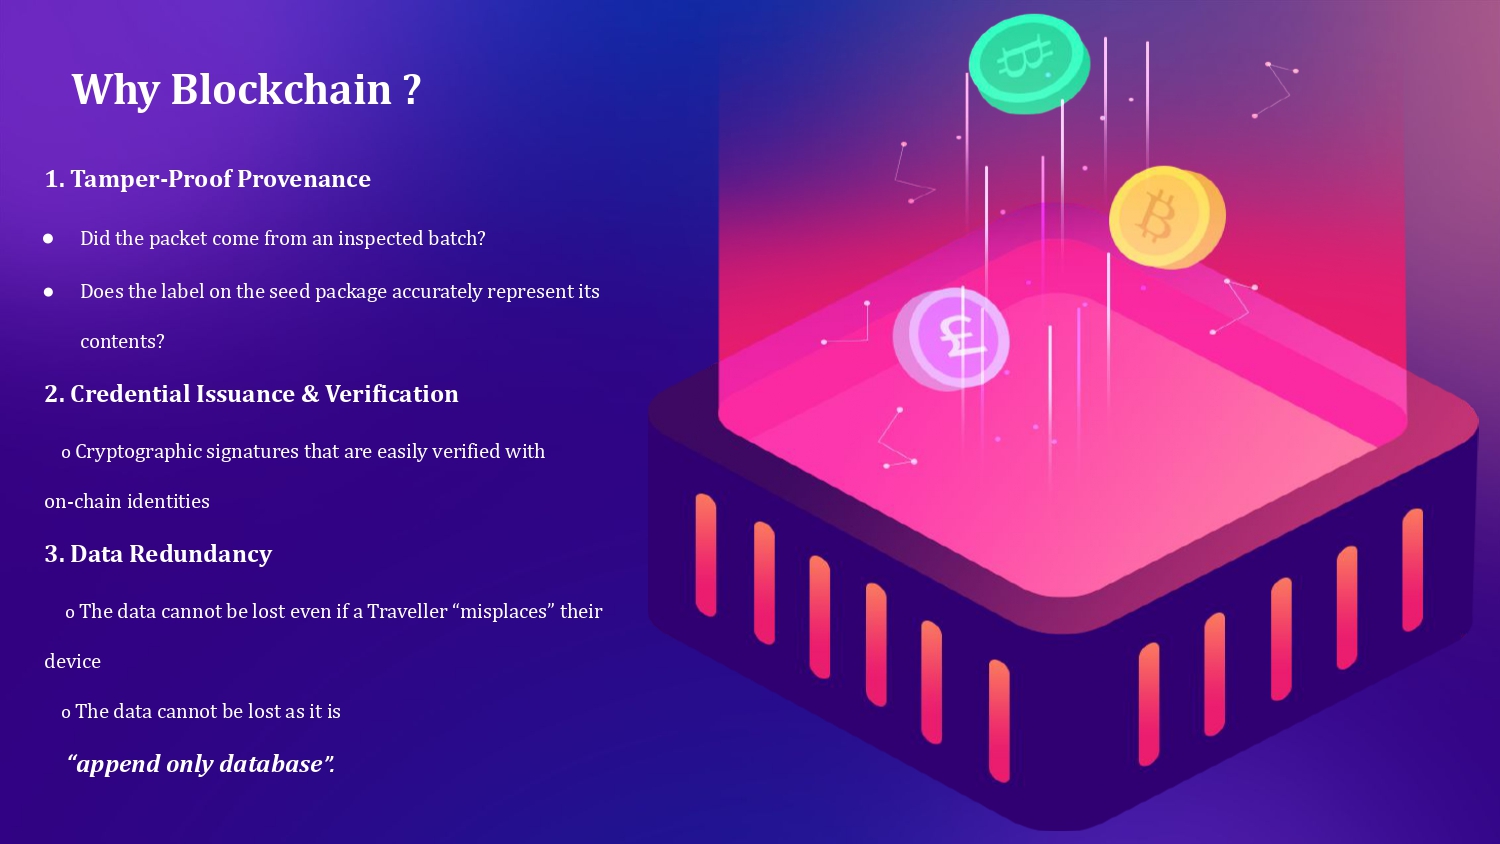 Why Blockchain ?
1. Tamper-Proof Provenance
● Did the packet come from an inspected batch?
● Does the label on the seed package accurately represent its
contents?
2. Credential Issuance & Verification
o Cryptographic signatures that are easily verified with
on-chain identities
3. Data Redundancy
o The data cannot be lost even if a Traveller “misplaces” their
device
o The data cannot be lost as it is
“append only database”.